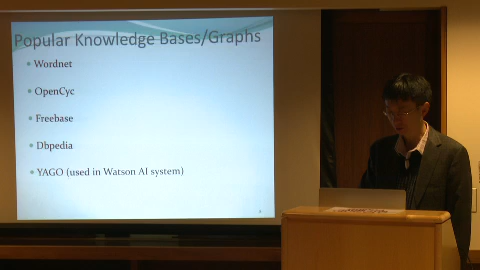 Popular Knowledge Bases/Graphs
Wordnet
OpenCyc
Freebase
Dbpedia
YAGO (used in Watson AI system)